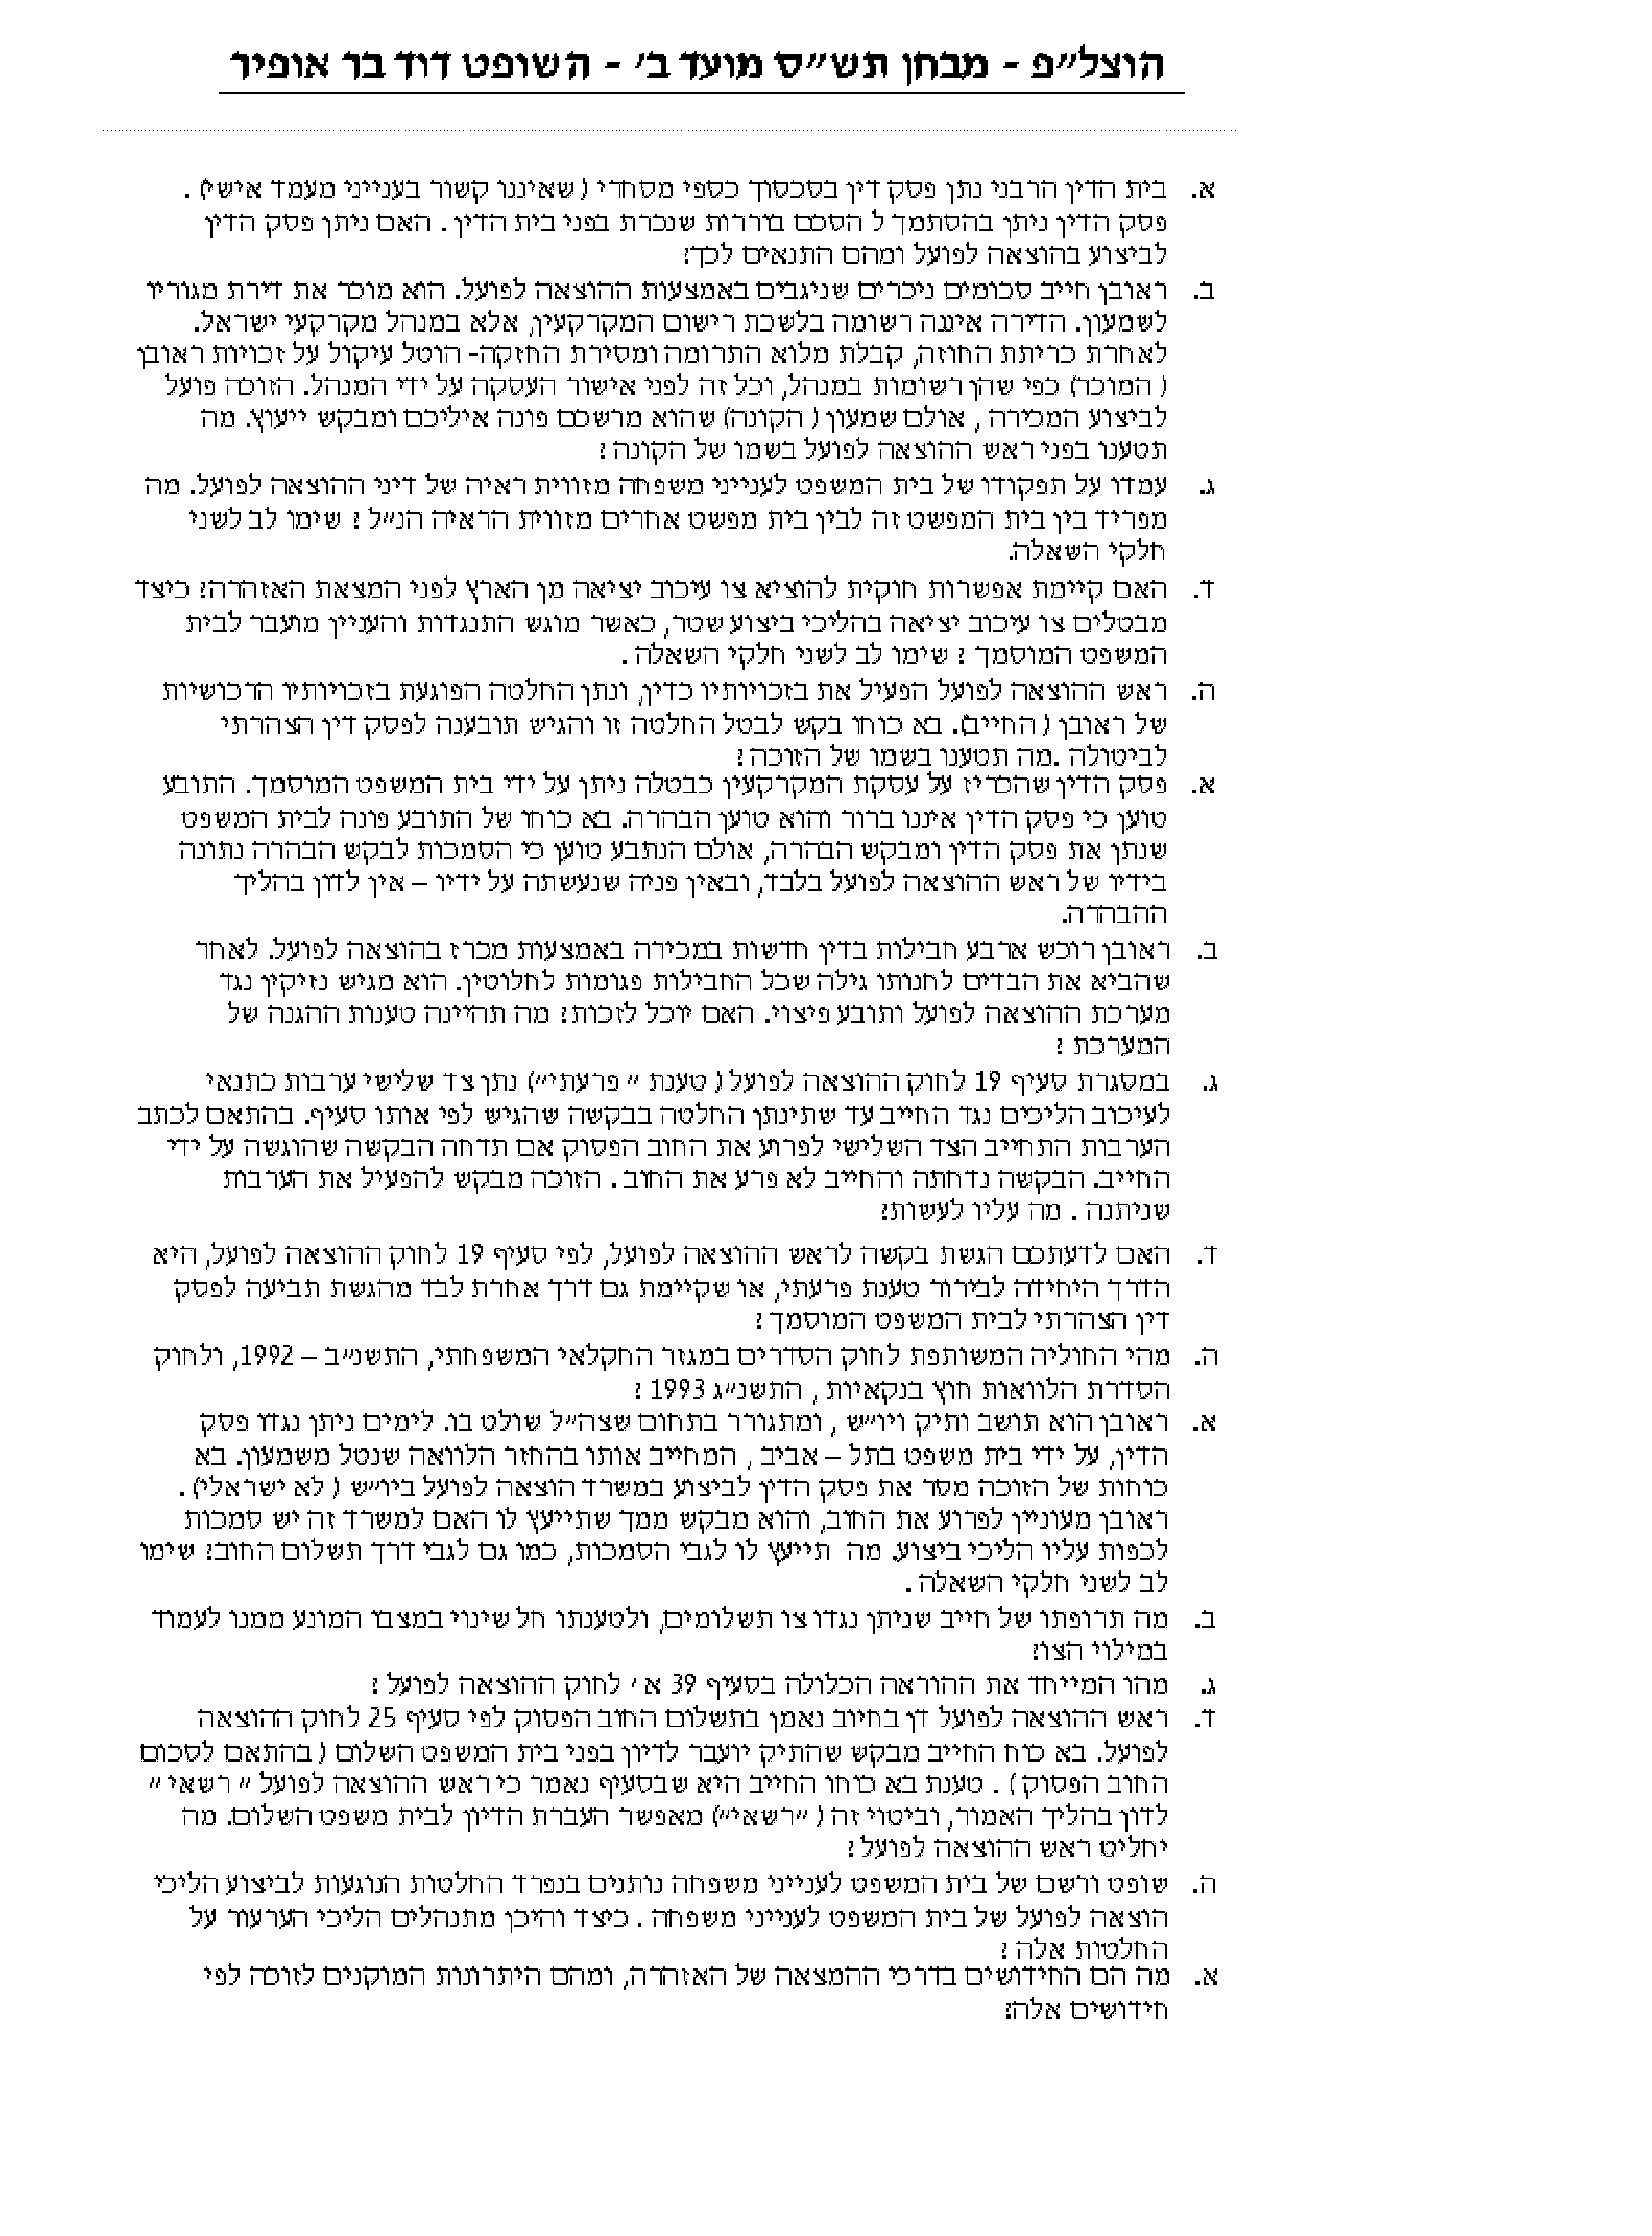 הוצל״פ - מבחן תש״ס מועד ב׳ - השופט דוד בר אופיר
א. בית הדין הרבני נתן פסק דין בסכסוך כספי מסחרי ( שאיננו קשור בענייני מעמד אישי) .
פסק הדין ניתן בהסתמך ל הסכם בוררות שנכרת בפני בית הדין . האם ניתן פסק הדין
לביצוע בהוצאה לפועל ומהם התנאים לכך?
ב. ראובן חייב סכומים ניכרים שניגבים באמצעות ההוצאה לפועל. הוא מוכר את דירת מגוריו
לשמעון. הדירה איננה רשומה בלשכת רישום המקרקעין, אלא במנהל מקרקעי ישראל.
לאחרת כריתת החוזה, קבלת מלוא התרומה ומסירת החזקה- הוטל עיקול על זכויות ראובן
( המוכר) כפי שהן רשומות במנהל, וכל זה לפני אישור העסקה על ידי המנהל. הזוכה פועל
לביצוע המכירה , אולם שמעון ( הקונה) שהוא מרשכם פונה איליכם ומבקש ייעוץ. מה
תטענו בפני ראש ההוצאה לפועל בשמו של הקונה ?
ג. עמדו על תפקודו של בית המשפט לענייני משפחה מזווית ראיה של דיני ההוצאה לפועל. מה
מפריד בין בית המפשט זה לבין בית מפשט אחרים מזווית הראיה הנ״ל ? שימו לב לשני
חלקי השאלה.
ד. האם קיימת אפשרות חוקית להוציא צו עיכוב יציאה מן הארץ לפני המצאת האזהרה? כיצד
מבטלים צו עיכוב יציאה בהליכי ביצוע שטר, כאשר מוגש התנגדות והעניין מועבר לבית
המשפט המוסמך ? שימו לב לשני חלקי השאלה .
ה. ראש ההוצאה לפועל הפעיל את בזכויותיו כדין, ונתן החלטה הפוגעת בזכויותיו הרכושיות
של ראובן ( החייב). בא כוחו בקש לבטל החלטה זו והגיש תובענה לפסק דין הצהרתי
לביטולה .מה תטענו בשמו של הזוכה ?
א. פסק הדין שהכריז על עסקת המקרקעין כבטלה ניתן על ידי בית המשפט המוסמך. התובע
טוען כי פסק הדין איננו ברור והוא טוען הבהרה. בא כוחו של התובע פונה לבית המשפט
שנתן את פסק הדין ומבקש הבהרה, אולם הנתבע טוען כי הסמכות לבקש הבהרה נתונה
בידיו של ראש ההוצאה לפועל בלבד, ובאין פניה שנעשתה על ידיו – אין לדון בהליך
ההבהרה.
ב. ראובן רוכש ארבע חבילות בדין חדשות במכירה באמצעות מכרז בהוצאה לפועל. לאחר
שהביא את הבדים לחנותו גילה שכל החבילות פגומות לחלוטין. הוא מגיש נזיקין נגד
מערכת ההוצאה לפועל ותובע פיצוי. האם יוכל לזכות? מה תהיינה טענות ההגנה של
המערכת ?
ג. במסגרת סעיף 19 לחוק ההוצאה לפועל ( טענת ״ פרעתי״) נתן צד שלישי ערבות כתנאי
לעיכוב הליכים נגד החייב עד שתינתן החלטה בבקשה שהגיש לפי אותו סעיף. בהתאם לכתב
הערבות התחייב הצד השלישי לפרוע את החוב הפסוק אם תדחה הבקשה שהוגשה על ידי
החייב. הבקשה נדחתה והחייב לא פרע את החוב . הזוכה מבקש להפעיל את הערבות
שניתנה . מה עליו לעשות?
ד. האם לדעתכם הגשת בקשה לראש ההוצאה לפועל, לפי סעיף 19 לחוק ההוצאה לפועל, היא
הדרך היחידה לבירור טענת פרעתי, או שקיימת גם דרך אחרת לבד מהגשת תביעה לפסק
דין הצהרתי לבית המשפט המוסמך ?
ה. מהי החוליה המשותפת לחוק הסדרים במגזר החקלאי המשפחתי, התשנ״ב – 1992, ולחוק
הסדרת הלוואות חוץ בנקאיות , התשנ״ג 1993 ?
א. ראובן הוא תושב ותיק ויו״ש , ומתגורר בתחום שצה״ל שולט בו. לימים ניתן נגדו פסק
הדין, על ידי בית משפט בתל – אביב , המחייב אותו בהחזר הלוואה שנטל משמעון. בא
כוחות של הזוכה מסר את פסק הדין לביצוע במשרד הוצאה לפועל ביו״ש ( לא ישראלי) .
ראובן מעוניין לפרוע את החוב, והוא מבקש ממך שתייעץ לו האם למשרד זה יש סמכות
לכפות עליו הליכי ביצוע. מה תייעץ לו לגבי הסמכות, כמו גם לגבי דרך תשלום החוב? שימו
לב לשני חלקי השאלה .
ב. מה תרופתו של חייב שניתן נגדו צו תשלומים, ולטענתו חל שינוי במצבו המונע ממנו לעמוד
במילוי הצו?
ג. מהו המייחד את ההוראה הכלולה בסעיף 39 א ׳ לחוק ההוצאה לפועל ?
ד. ראש ההוצאה לפועל דן בחיוב נאמן בתשלום החוב הפסוק לפי סעיף 25 לחוק ההוצאה
לפועל. בא כוח החייב מבקש שהתיק יועבר לדיון בפני בית המשפט השלום ( בהתאם לסכום
החוב הפסוק ) . טענת בא כוחו החייב היא שבסעיף נאמר כי ראש ההוצאה לפועל ״ רשאי ״
לדון בהליך האמור, וביטוי זה ( ״רשאי״) מאפשר העברת הדיון לבית משפט השלום. מה
יחליט ראש ההוצאה לפועל ?
ה. שופט ורשם של בית המשפט לענייני משפחה נותנים בנפרד החלטות הנוגעות לביצוע הליכי
הוצאה לפועל של בית המשפט לענייני משפחה . כיצד והיכן מתנהלים הליכי הערעור על
החלטות אלה ?
א. מה הם החידושים בדרכי ההמצאה של האזהרה, ומהם היתרונות המוקנים לזוכה לפי
חידושים אלה?